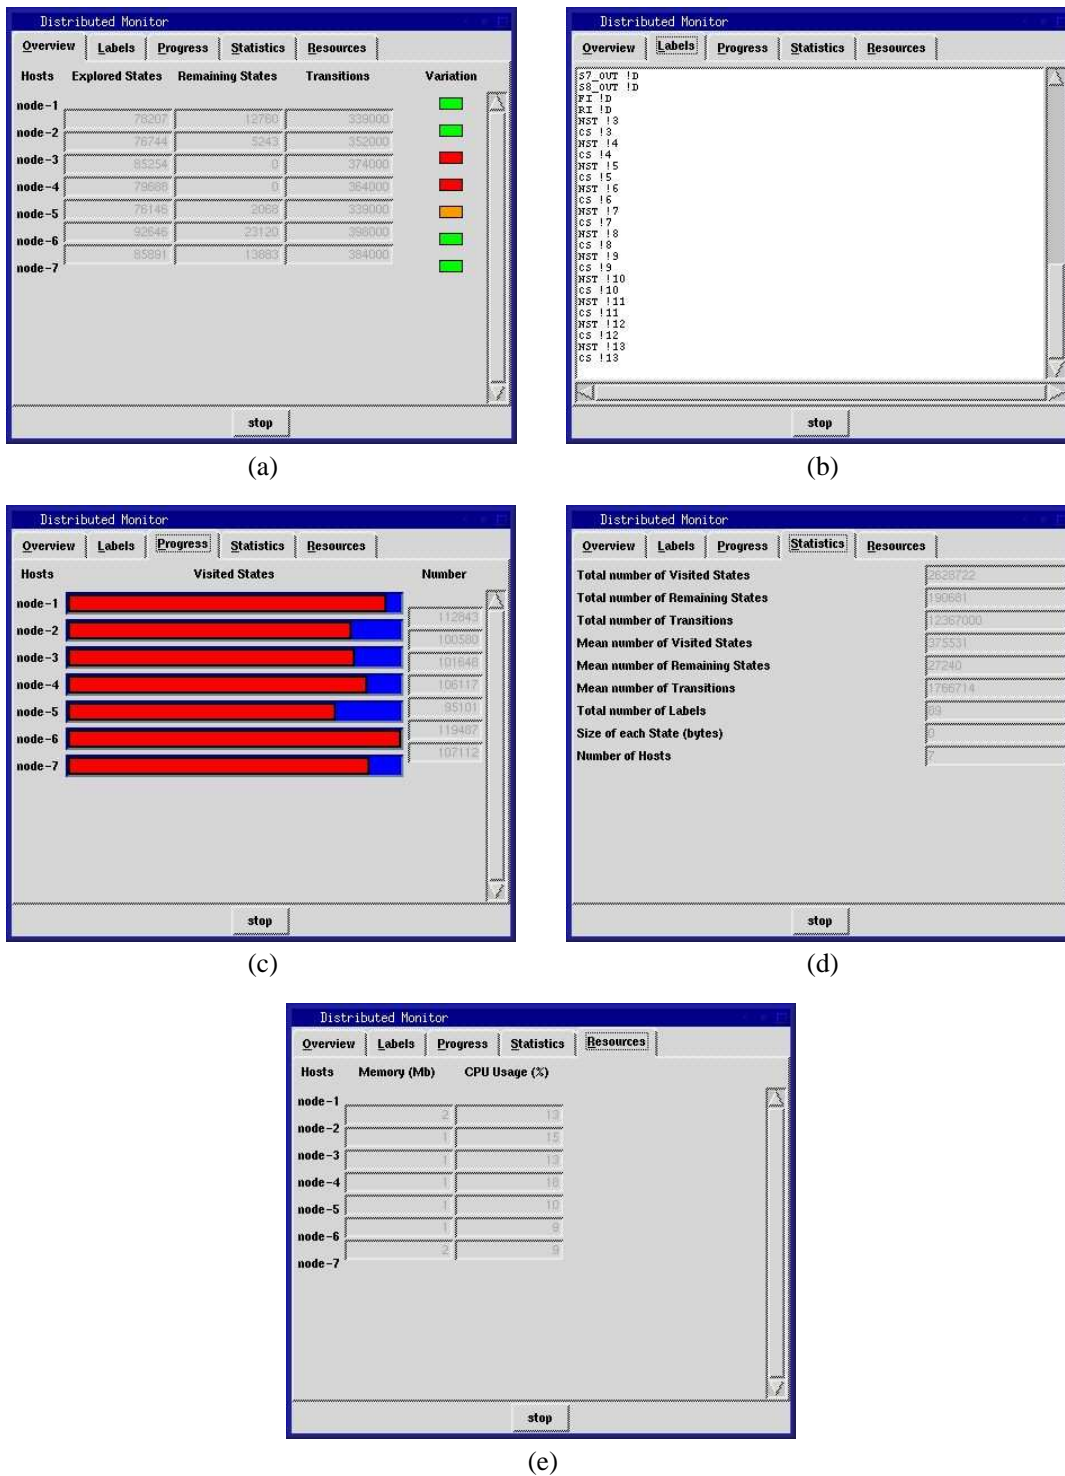 Distributed Monitor
Overview Labels Progress Statistics Resources
Hosts Explored States Remaining States Transitions Variation
node-1
78207 12760 339000
node-2
76744 5243 352000
node-3
85254 0 374000
node-4
79688 0 364000
node-5
76146 2068 339000
node-6
92646 23120 398000
node-7
85891 13883 384000
stop
(a)
Distributed Monitor
Overview Labels Progress Statistics Resources
S7_OUT !D
S8_OUT !D
FI !D
RI !D
NST !3
CS !3
NST !4
CS !4
NST !5
CS !5
NST !6
CS !6
NST !7
CS !7
NST !8
CS !8
NST !9
CS !9
NST !10
CS !10
NST !11
CS !11
NST !12
CS !12
NST !13
CS !13
stop
(b)
Distributed Monitor
Overview Labels Progress Statistics Resources
Hosts Visited States Number
node-1
112843
node-2
100580
node-3
101646
node-4
106117
node-5
95101
node-6
119487
node-7
107112
stop
(c)
Distributed Monitor
Overview Labels Progress Statistics Resources
Total number of Visited States 2628722
Total number of Remaining States 190681
Total number of Transitions 12367000
Mean number of Visited States 375531
Mean number of Remaining States 27240
Mean number of Transitions 1766714
Total number of Labels 69
Size of each State (bytes) 0
Number of Hosts 7
stop
(d)
Distributed Monitor
Overview Labels Progress Statistics Resources
Hosts Memory (Mb) CPU Usage (%)
node-1
2 13
node-2
1 15
node-3
1 13
node-4
1 18
node-5
1 10
node-6
1 9
node-7
2 9
stop
(e)